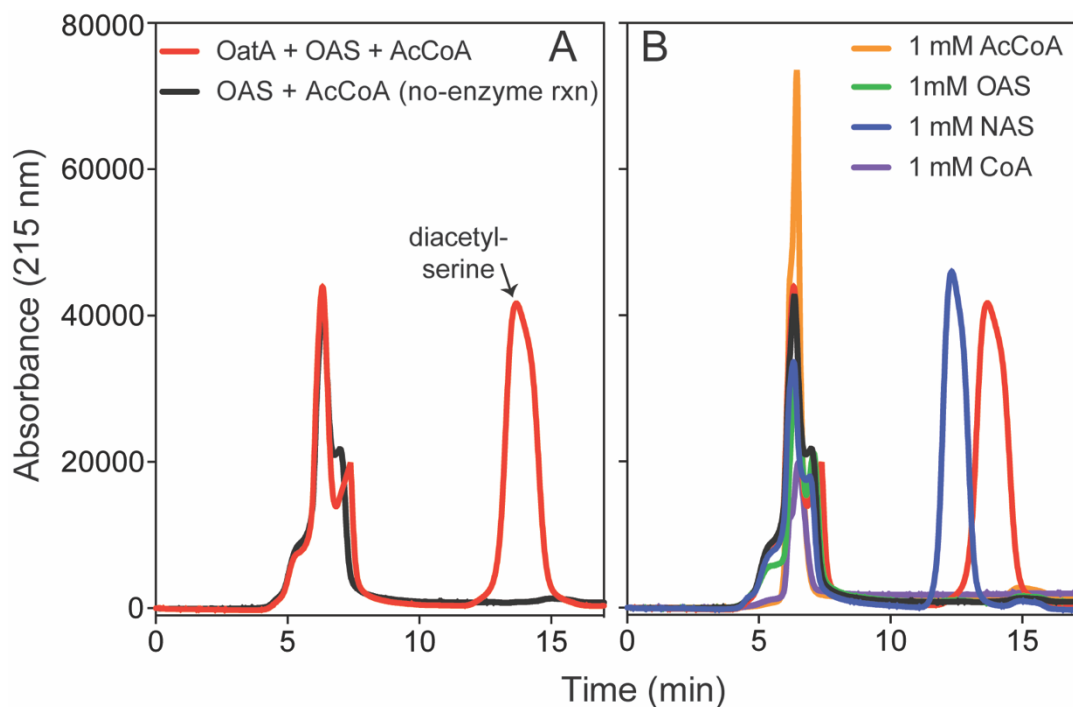 80000
60000
40000
20000
0
Absorbance (215 nm)
OatA + OAS + AcCoA
OAS + AcCoA (no-enzyme rxn)
A
diacetyl-
serine
0
5
10
15
B
1 mM AcCoA
1mM OAS
1 mM NAS
1 mM CoA
0
5
10
15
Time (min)